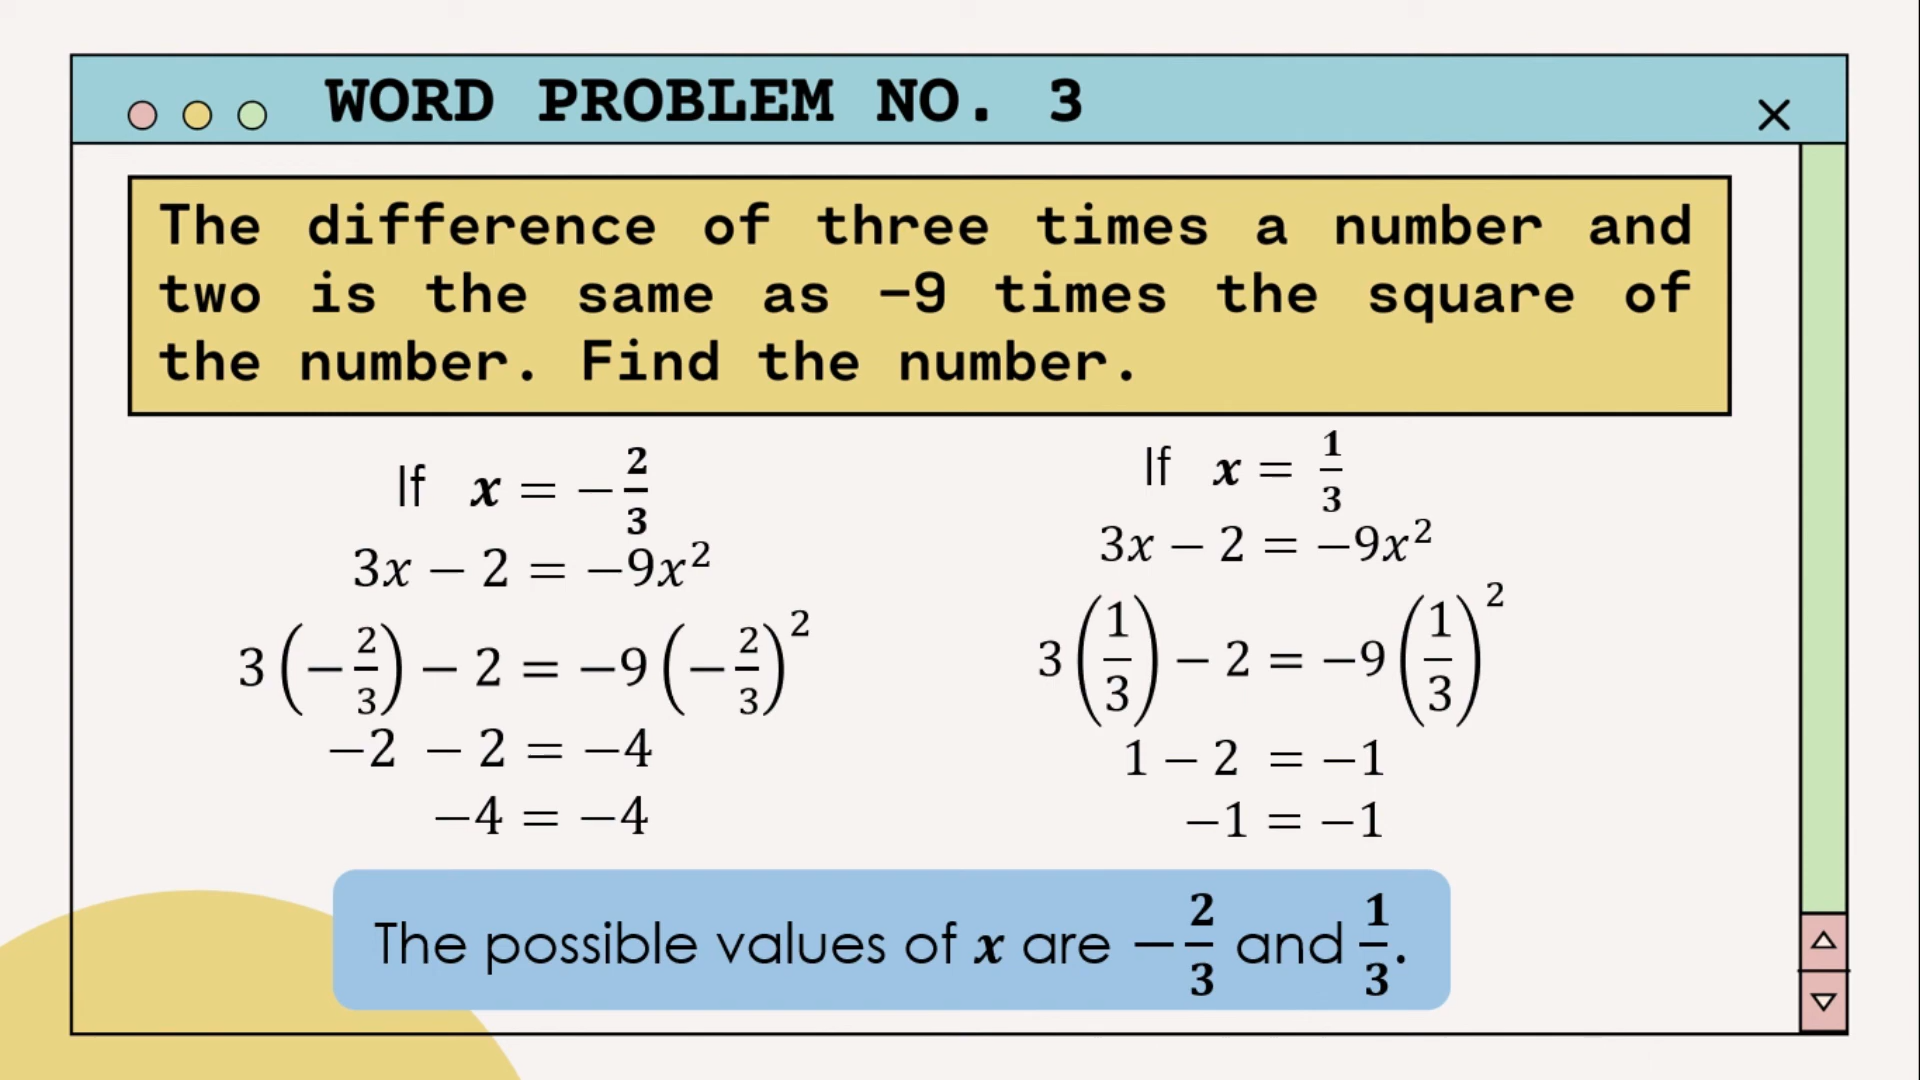 WORD PROBLEM NO. 3
The difference of three times a number and
two is the same as -9 times the square of
the number. Find the number.
If x = −2/3
3x − 2 = −9x²
3(−2/3) − 2 = −9(−2/3)²
−2 − 2 = −4
−4 = −4
If x = 1/3
3x − 2 = −9x²
3(1/3) − 2 = −9(1/3)²
1 − 2 = −1
−1 = −1
The possible values of x are −2/3 and 1/3.